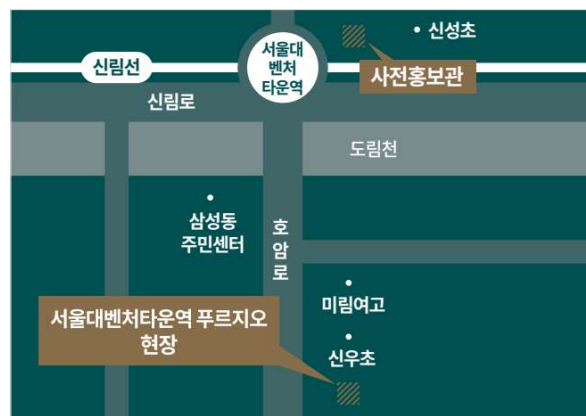 신성초
서울대
벤처
타운역
신림선
사전홍보관
신림로
도림천
삼성동
주민센터
호
암
로
미림여고
서울대벤처타운역 푸르지오
현장
신우초